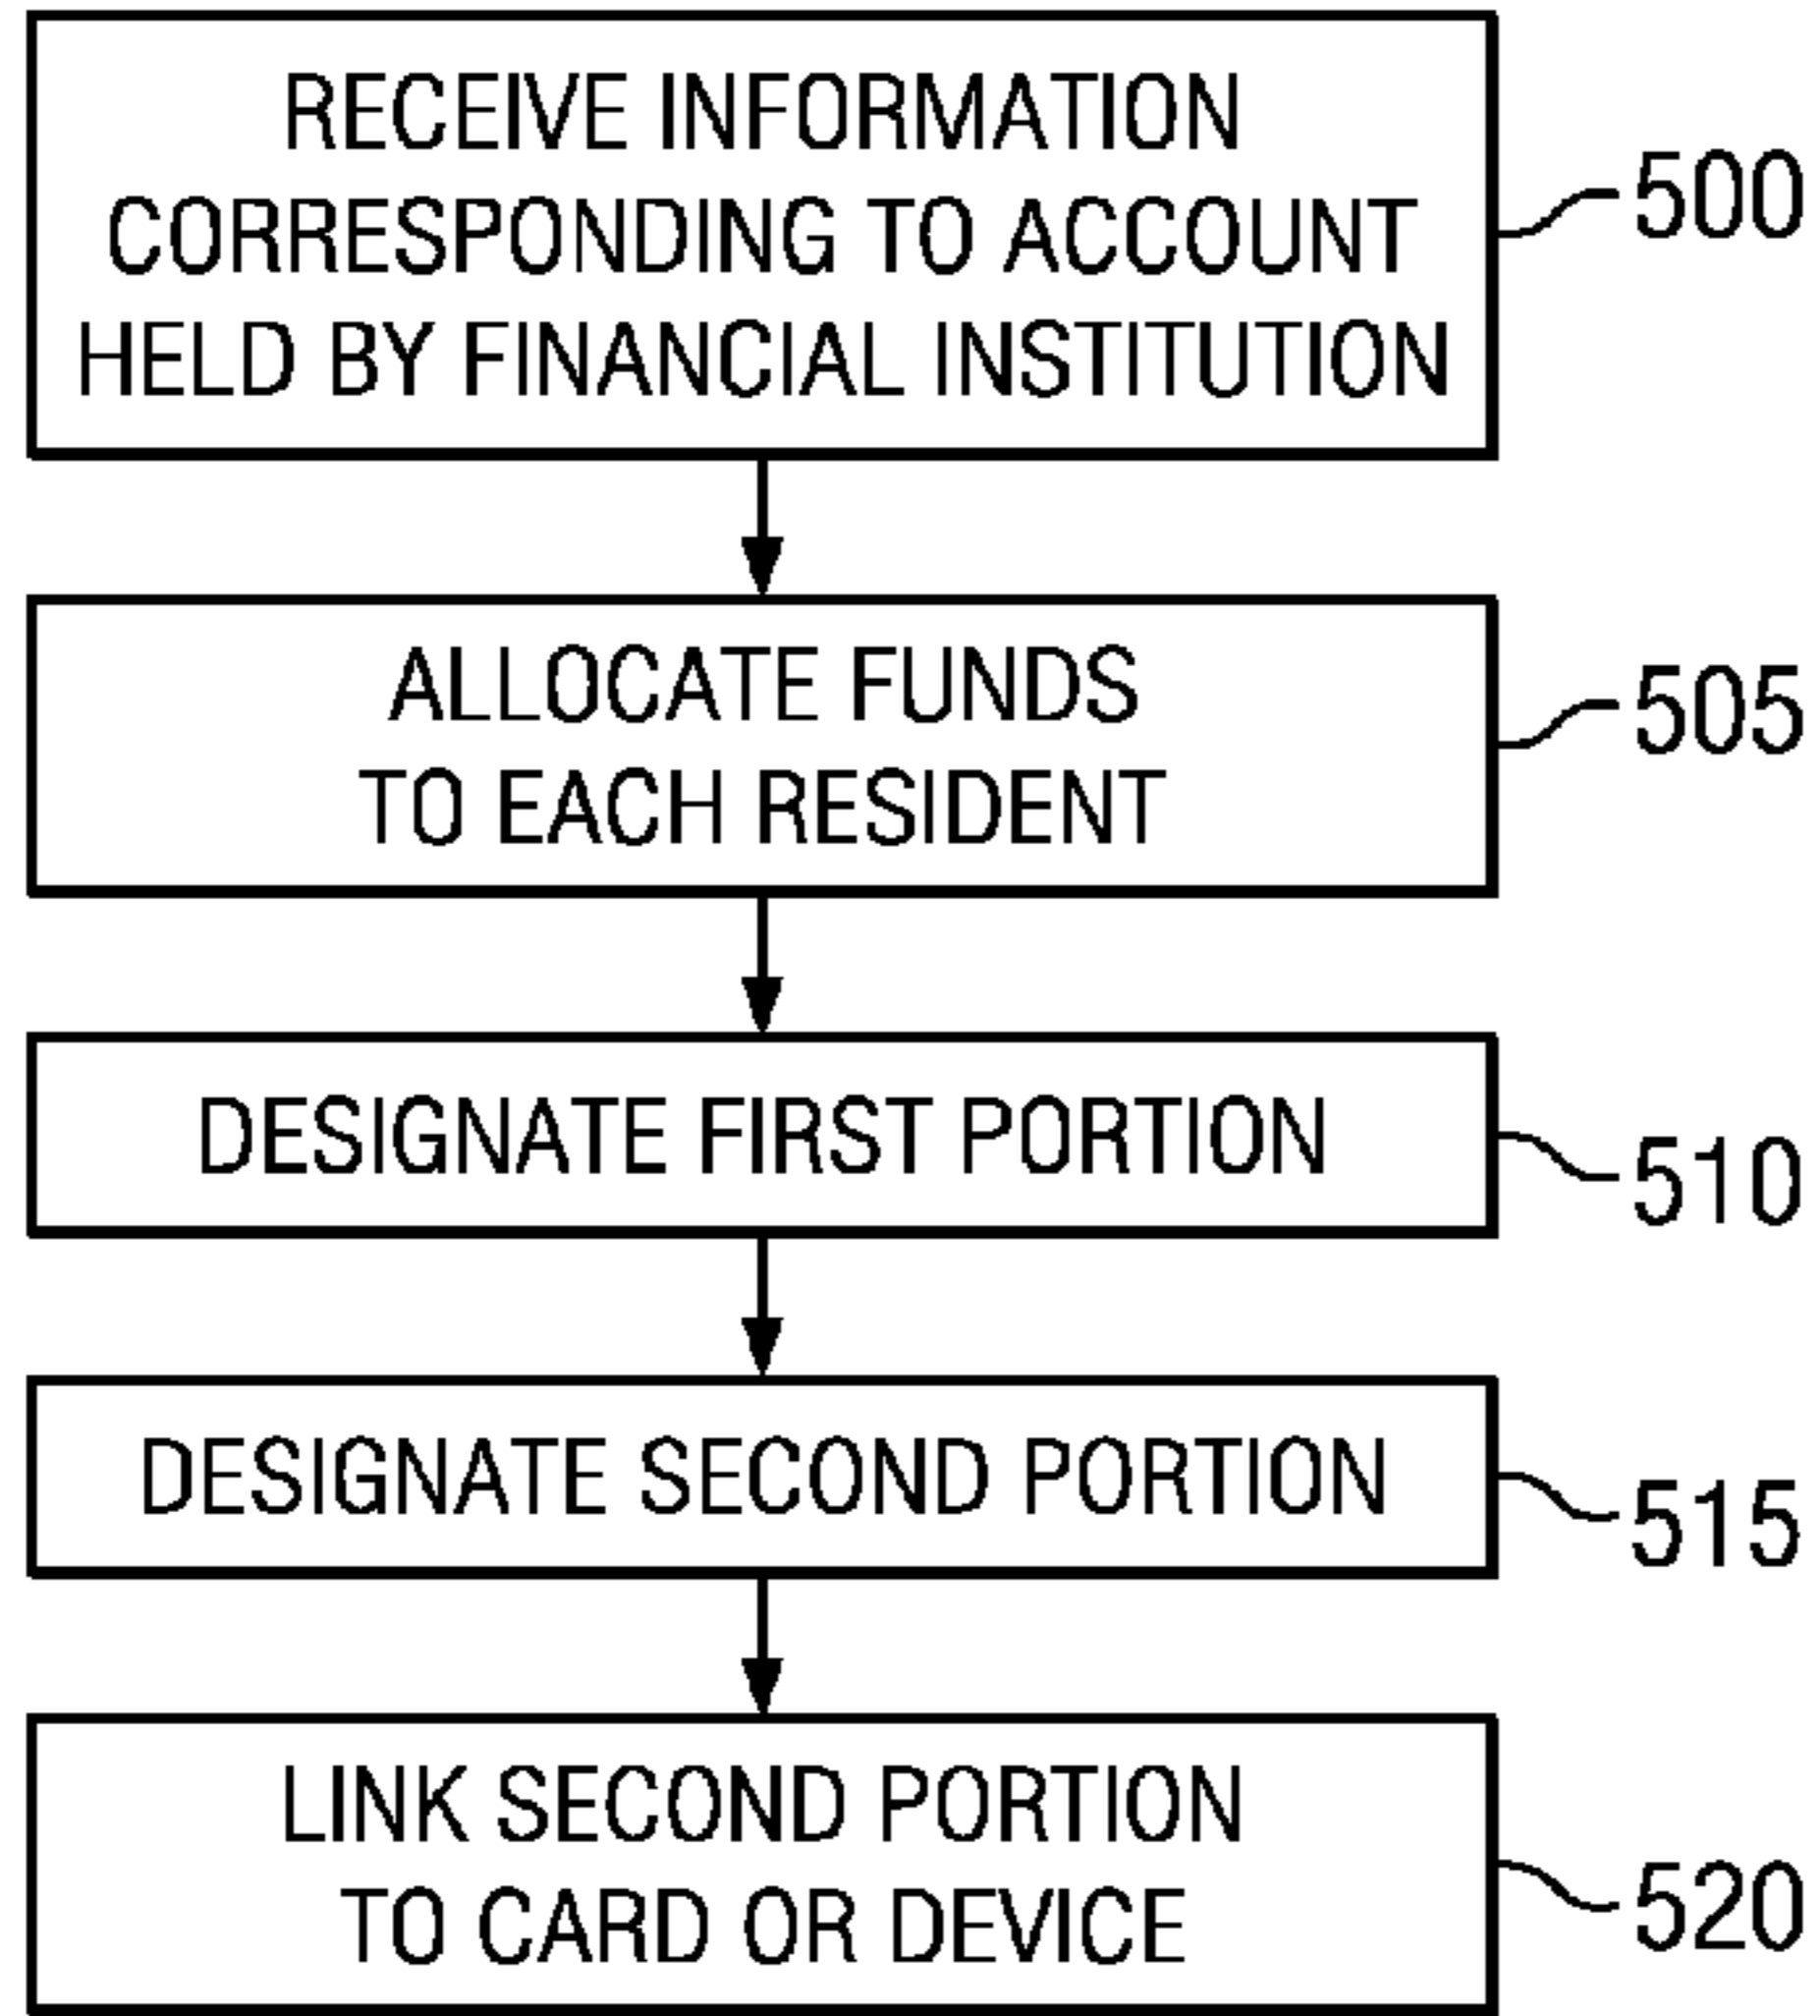 RECEIVE INFORMATION
CORRESPONDING TO ACCOUNT
HELD BY FINANCIAL INSTITUTION
500
ALLOCATE FUNDS
TO EACH RESIDENT
505
DESIGNATE FIRST PORTION
510
DESIGNATE SECOND PORTION
515
LINK SECOND PORTION
TO CARD OR DEVICE
520